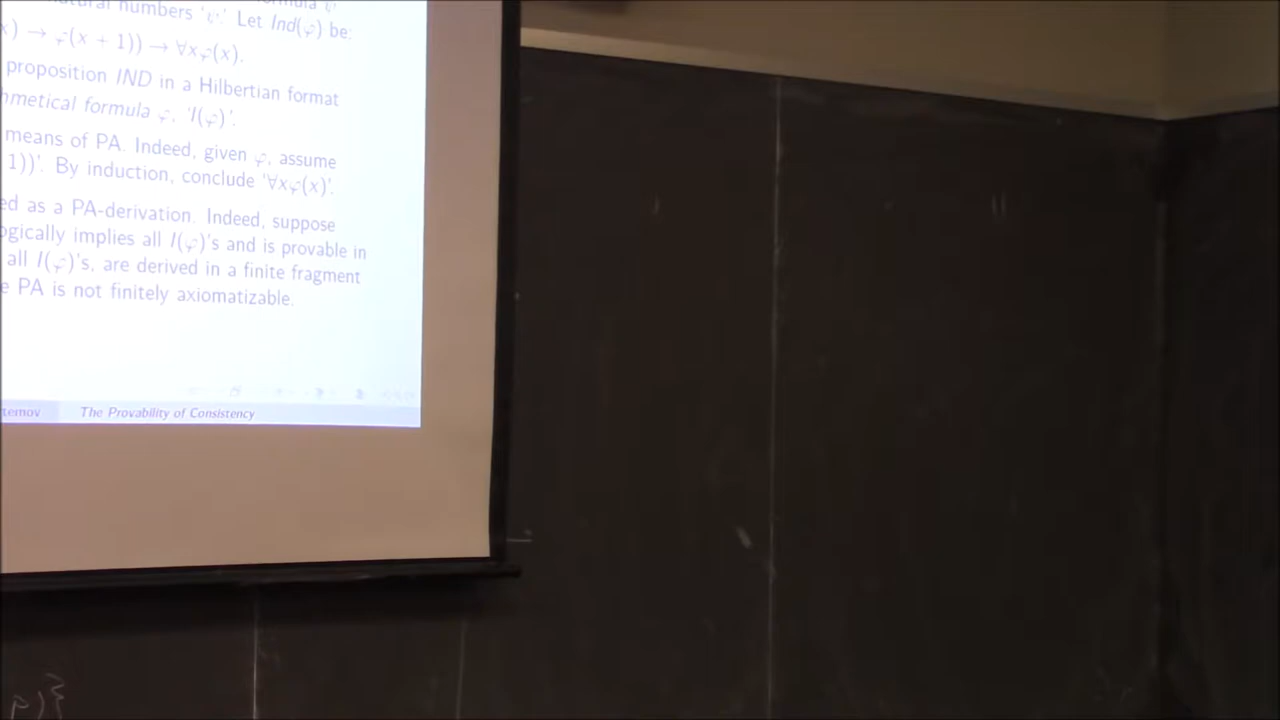 natural numbers 'ψ'. Let Ind(φ) be:
x) → φ(x + 1)) → ∀xφ(x).
proposition IND in a Hilbertian format
hmetical formula φ, 'I(φ)'.
means of PA. Indeed, given φ, assume
1))'. By induction, conclude '∀xφ(x)'.
ed as a PA-derivation. Indeed, suppose
ogically implies all I(φ)'s and is provable in
all I(φ)'s, are derived in a finite fragment
e PA is not finitely axiomatizable.
temov The Provability of Consistency